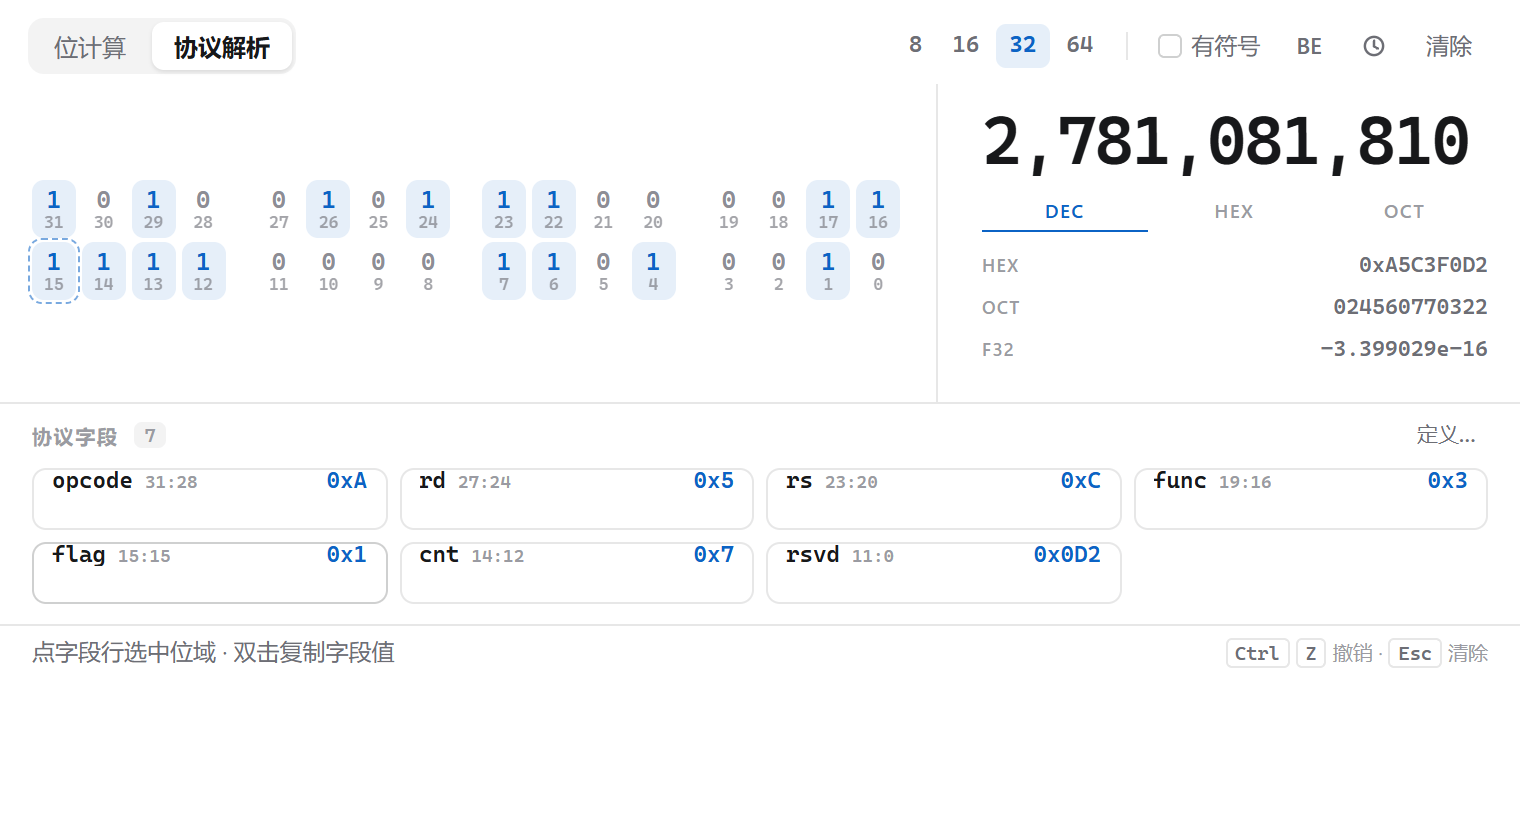 位计算 协议解析 8 16 32 64 有符号 BE 清除
2,781,081,810
DEC HEX OCT
1 0 1 0 0 1 0 1 1 1 0 0 0 0 1 1
31 30 29 28 27 26 25 24 23 22 21 20 19 18 17 16
1 1 1 1 0 0 0 0 1 1 0 1 0 0 1 0
15 14 13 12 11 10 9 8 7 6 5 4 3 2 1 0
HEX 0xA5C3F0D2
OCT 024560770322
F32 −3.399029e−16
协议字段 7 定义…
opcode 31:28 0xA rd 27:24 0x5 rs 23:20 0xC func 19:16 0x3
flag 15:15 0x1 cnt 14:12 0x7 rsvd 11:0 0x0D2
点字段行选中位域 · 双击复制字段值 Ctrl Z 撤销 · Esc 清除